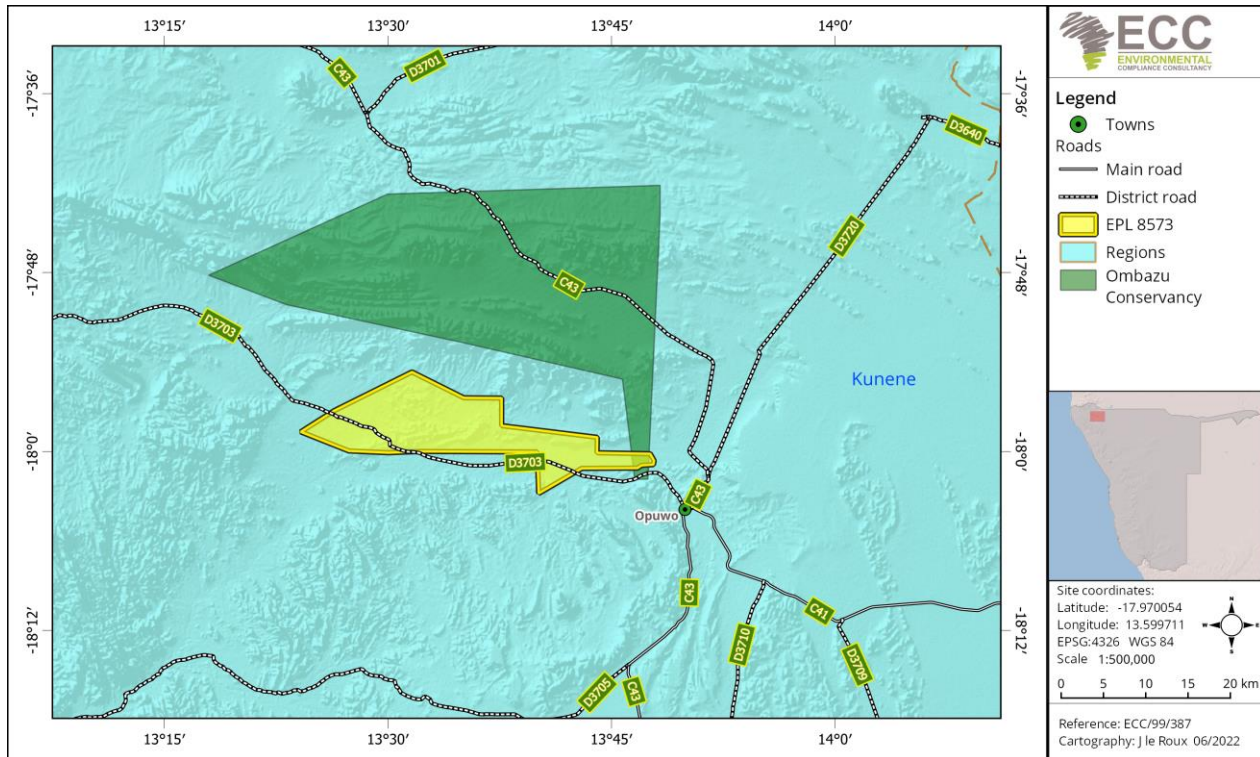 13°15′ 13°30′ 13°45′ 14°0′
-17°36′ -17°36′
-17°48′ -17°48′
-18°0′ -18°0′
-18°12′ -18°12′
13°15′ 13°30′ 13°45′ 14°0′
C43
D3701
D3640
D3720
C43
D3703
Kunene
D3703
C43
Opuwo
C43
C41
D3710
D3709
D3705
C43
ECC
ENVIRONMENTAL
COMPLIANCE CONSULTANCY
Legend
Towns
Roads
Main road
District road
EPL 8573
Regions
Ombazu
Conservancy
Site coordinates:
Latitude: -17.970054
Longitude: 13.599711
EPSG:4326 WGS 84
Scale 1:500,000
N
W E
S
0 5 10 15 20 km
Reference: ECC/99/387
Cartography: J le Roux 06/2022